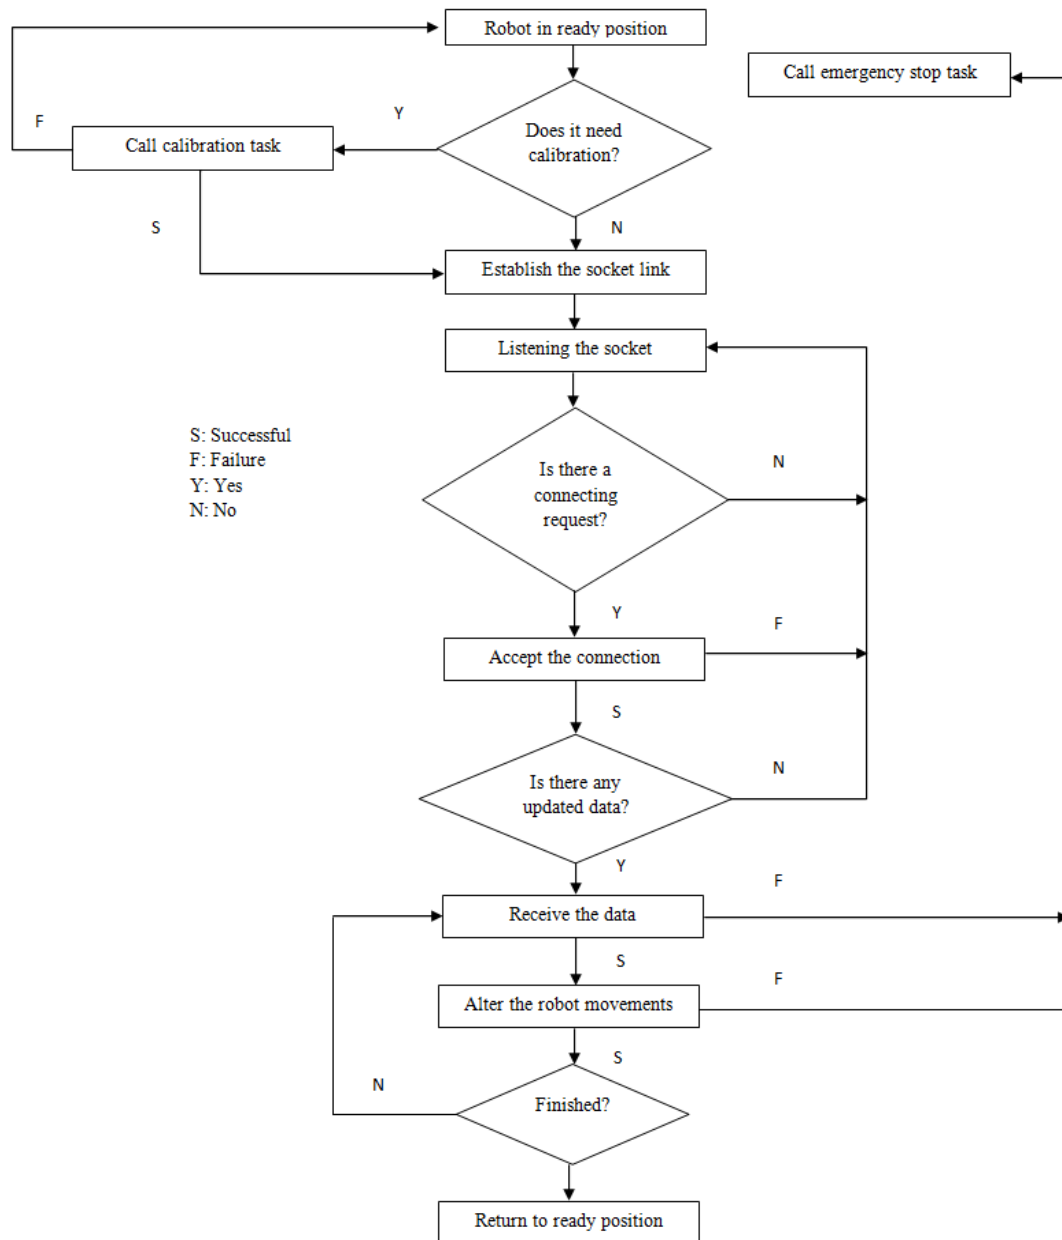 Robot in ready position
Call emergency stop task
Y
F
Does it need
calibration?
Call calibration task
S
N
Establish the socket link
Listening the socket
S: Successful
F: Failure
Y: Yes
N: No
Is there a
connecting
request?
N
Y
F
Accept the connection
S
Is there any
updated data?
N
Y
F
Receive the data
S
F
Alter the robot movements
S
N
Finished?
Return to ready position